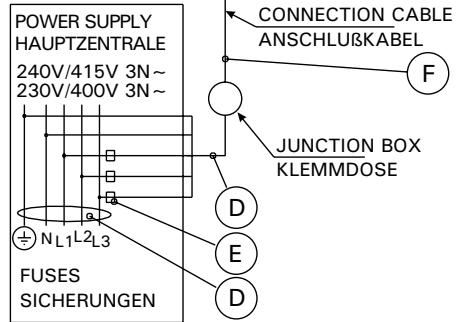 POWER SUPPLY
HAUPTZENTRALE
240V/415V 3N~
230V/400V 3N~
CONNECTION CABLE
ANSCHLUßKABEL
F
JUNCTION BOX
KLEMMDOSE
D
E
D
N L1 L2 L3
FUSES
SICHERUNGEN